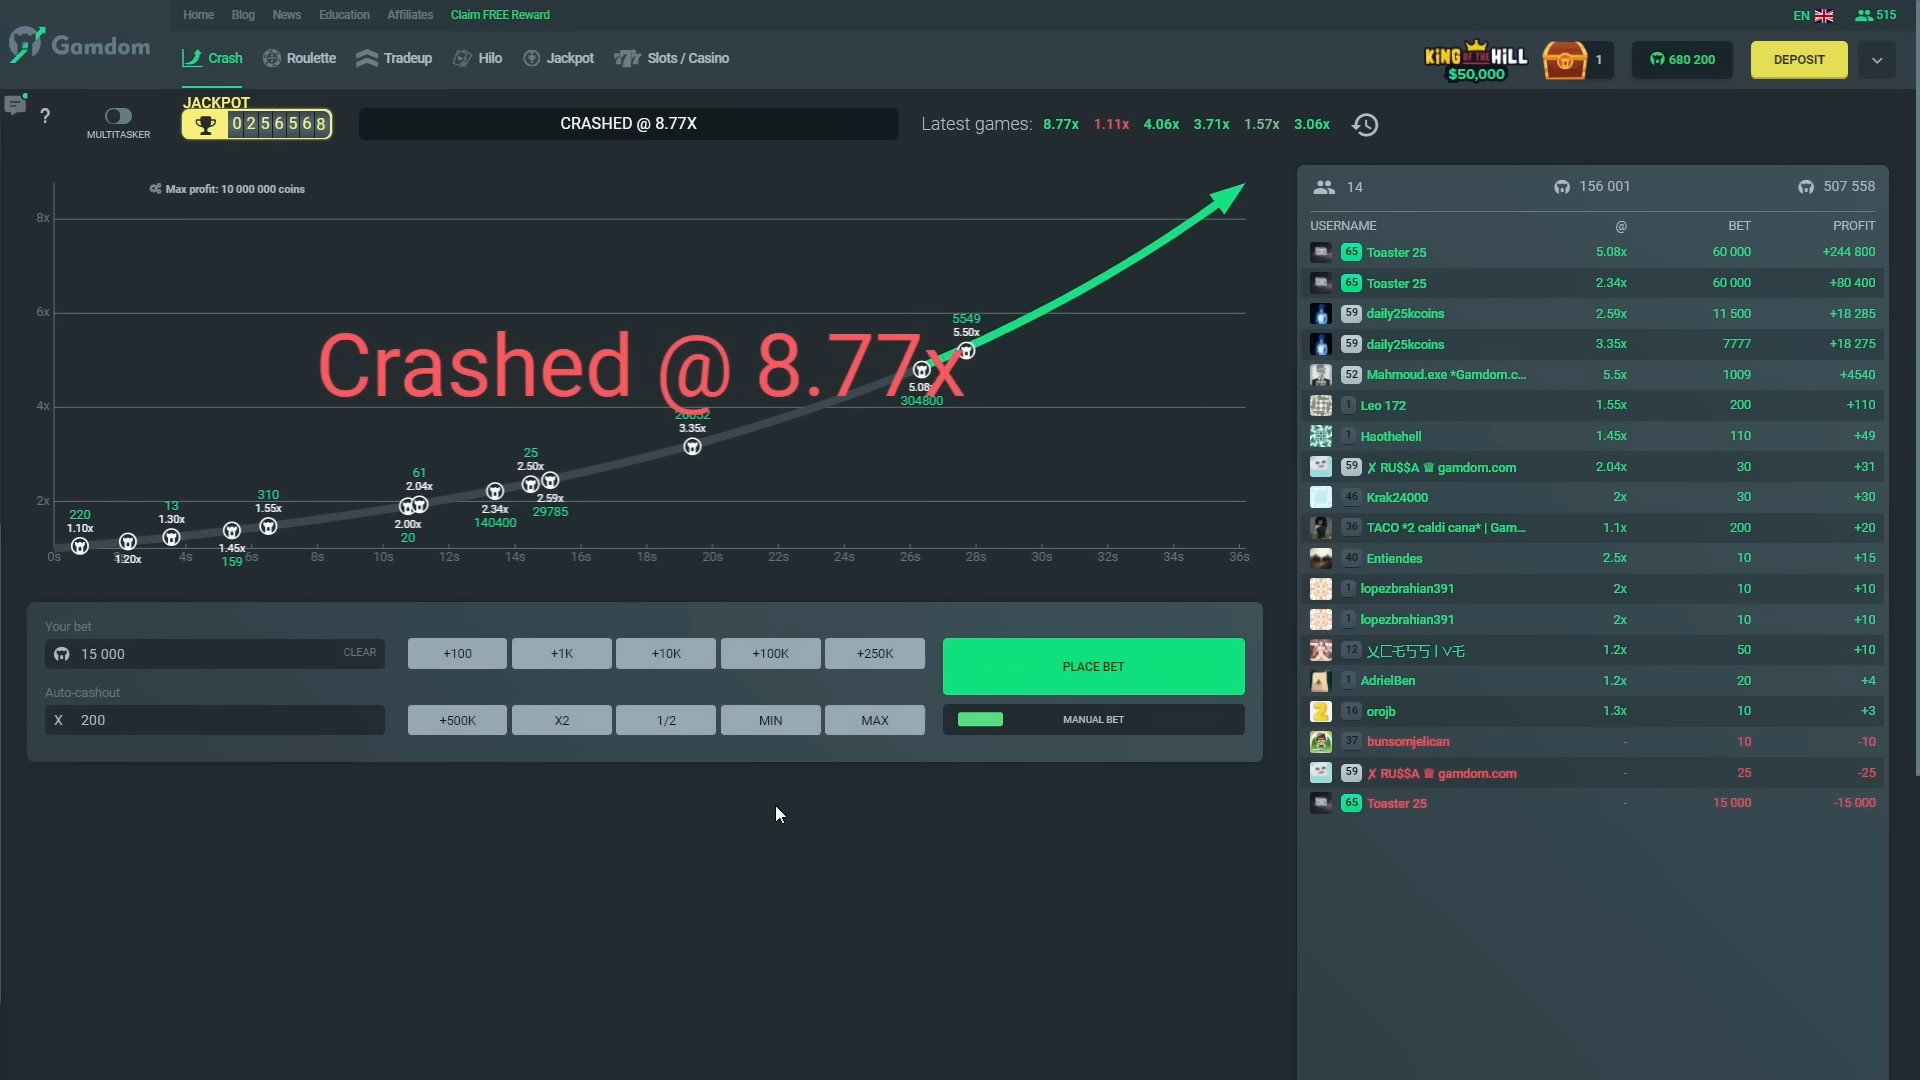 Home Blog News Education Affiliates Claim FREE Reward
EN 515
Gamdom
Crash Roulette Tradeup Hilo Jackpot Slots / Casino
KING OF THE HILL
$50,000
1
680 200
DEPOSIT
?
MULTITASKER
JACKPOT
0256568
CRASHED @ 8.77X
Latest games: 8.77x 1.11x 4.06x 3.71x 1.57x 3.06x
Max profit: 10 000 000 coins
8x
6x
4x
2x
Crashed @ 8.77x
5549
5.50x
5.08x
304800
3.35x
25
2.50x
2.59x
29785
2.34x
140400
61
2.04x
2.00x
20
310
1.55x
1.45x
159
13
1.30x
1.20x
220
1.10x
0s 4s 6s 8s 10s 12s 14s 16s 18s 20s 22s 24s 26s 28s 30s 32s 34s 36s
Your bet
15 000 CLEAR
+100 +1K +10K +100K +250K
PLACE BET
Auto-cashout
X 200
+500K X2 1/2 MIN MAX
MANUAL BET
14 156 001 507 558
USERNAME @ BET PROFIT
65 Toaster 25 5.08x 60 000 +244 800
65 Toaster 25 2.34x 60 000 +80 400
59 daily25kcoins 2.59x 11 500 +18 285
59 daily25kcoins 3.35x 7777 +18 275
52 Mahmoud.exe *Gamdom.c... 5.5x 1009 +4540
1 Leo 172 1.55x 200 +110
1 Haothehell 1.45x 110 +49
59 ✗ RU$$A ♕ gamdom.com 2.04x 30 +31
46 Krak24000 2x 30 +30
36 TACO *2 caldi cana* | Gam... 1.1x 200 +20
40 Entiendes 2.5x 10 +15
1 lopezbrahian391 2x 10 +10
1 lopezbrahian391 2x 10 +10
12 乂匚乇丂丂丨ㄥ乇 1.2x 50 +10
1 AdrielBen 1.2x 20 +4
16 orojb 1.3x 10 +3
37 bunsomjelican - 10 -10
59 ✗ RU$$A ♕ gamdom.com - 25 -25
65 Toaster 25 - 15 000 -15 000